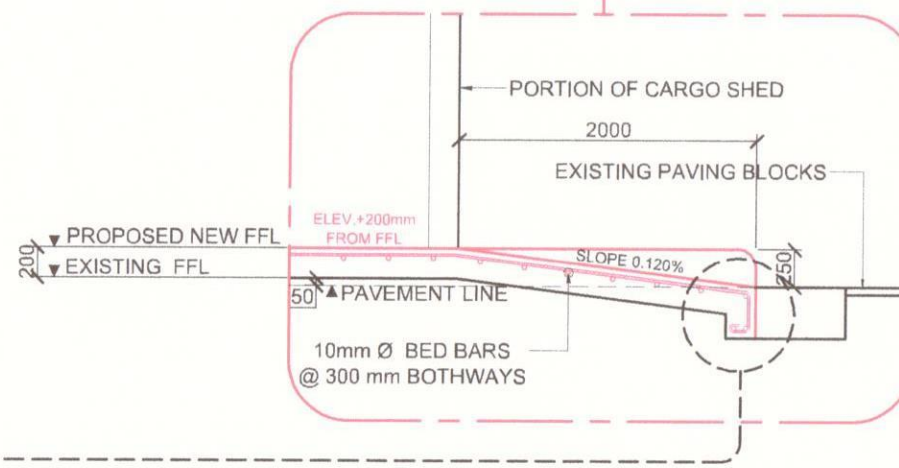 PORTION OF CARGO SHED
2000
EXISTING PAVING BLOCKS
ELEV.+200mm
FROM FFL
PROPOSED NEW FFL
200
EXISTING FFL
SLOPE 0.120%
250
50
PAVEMENT LINE
10mm Ø BED BARS
@ 300 mm BOTHWAYS